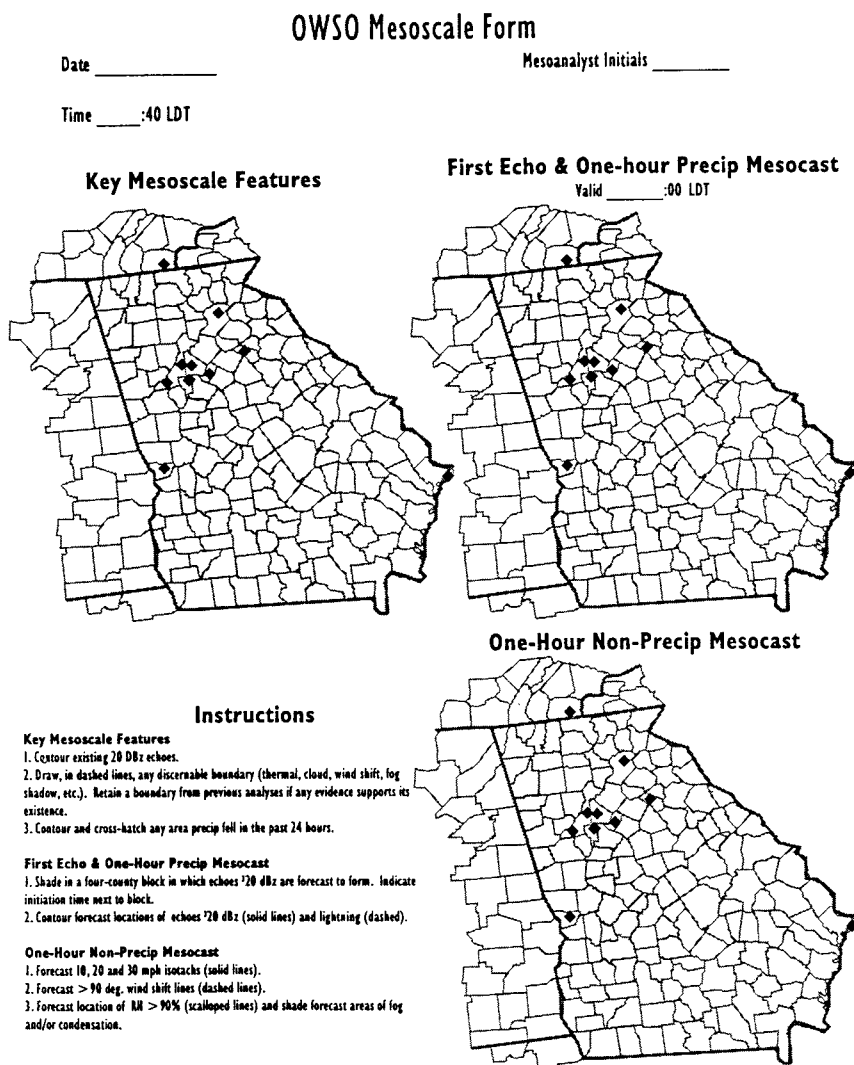 OWSO Mesoscale Form
Date ____________
Mesoanalyst Initials ________
Time _____:40 LDT
Key Mesoscale Features
First Echo & One-hour Precip Mesocast
Valid ________:00 LDT
One-Hour Non-Precip Mesocast
Instructions
Key Mesoscale Features
1. Contour existing 20 DBz echoes.
2. Draw, in dashed lines, any discernable boundary (thermal, cloud, wind shift, fog
shadow, etc.). Retain a boundary from previous analyses if any evidence supports its
existence.
3. Contour and cross-hatch any area precip fell in the past 24 hours.
First Echo & One-Hour Precip Mesocast
1. Shade in a four-county block in which echoes ³20 dBz are forecast to form. Indicate
initiation time next to block.
2. Contour forecast locations of echoes ³20 dBz (solid lines) and lightning (dashed).
One-Hour Non-Precip Mesocast
1. Forecast 10, 20 and 30 mph isotachs (solid lines).
2. Forecast > 90 deg. wind shift lines (dashed lines).
3. Forecast location of RH > 90% (scalloped lines) and shade forecast areas of fog
and/or condensation.